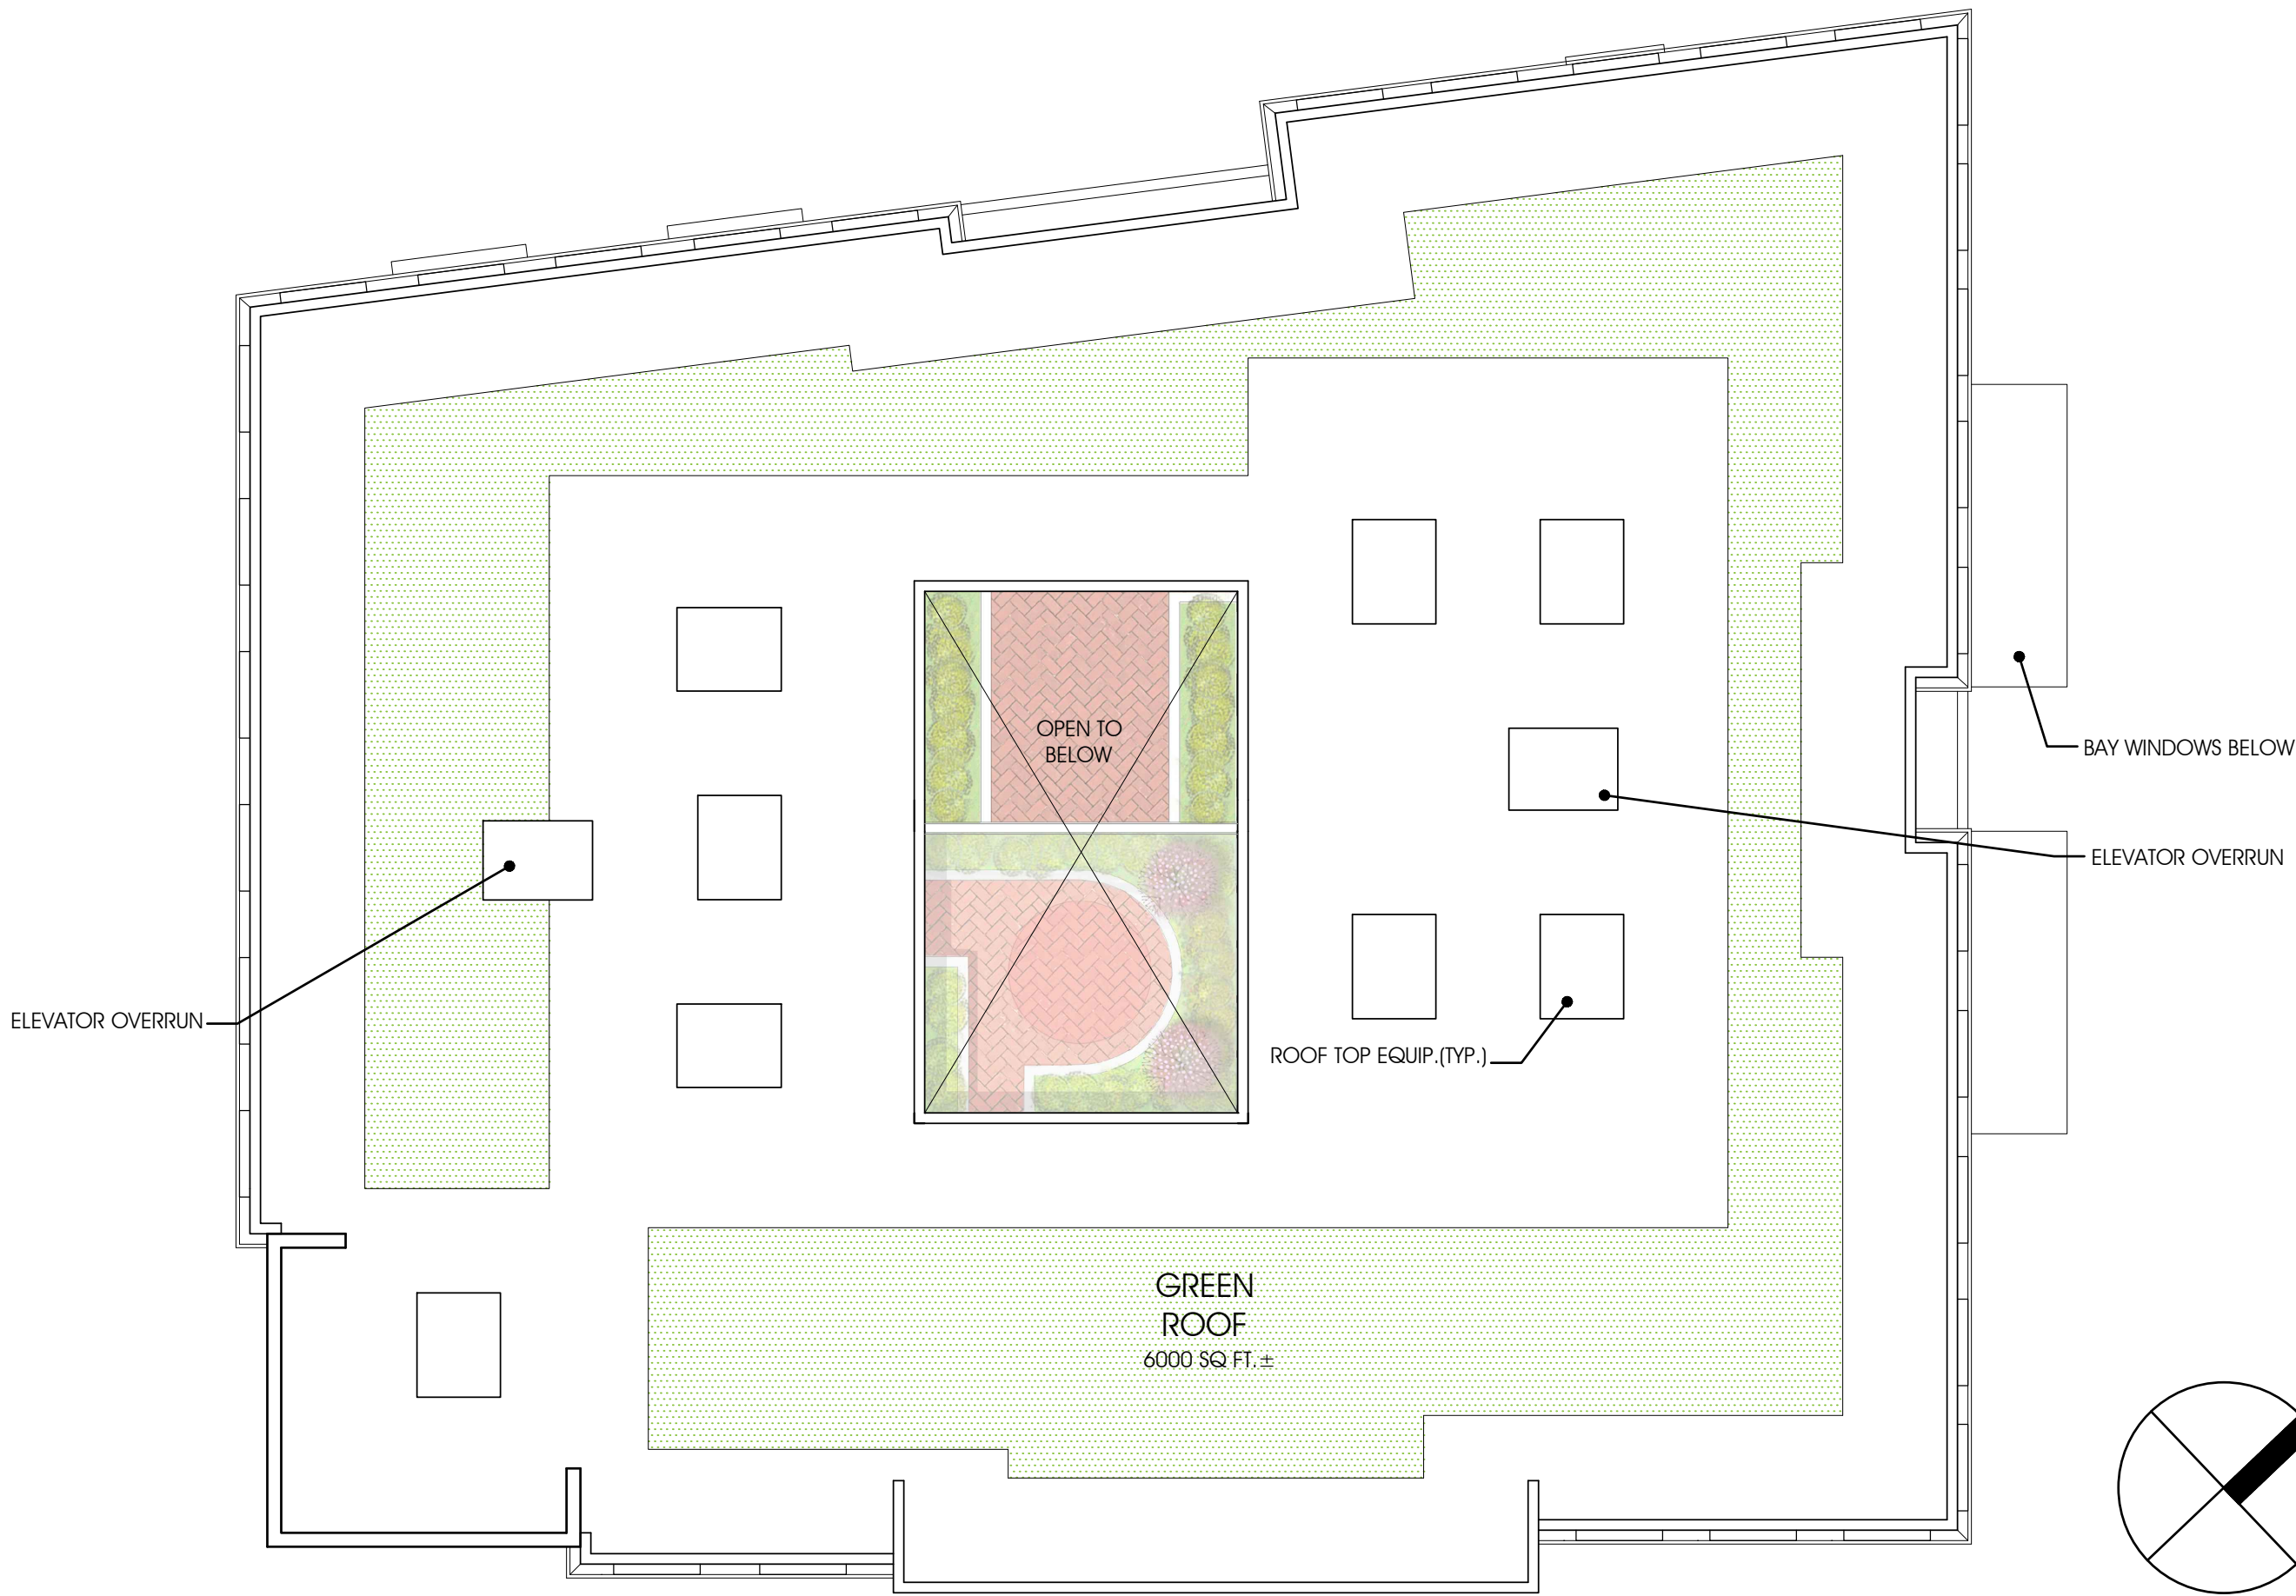 OPEN TO
BELOW
BAY WINDOWS BELOW
ELEVATOR OVERRUN
ELEVATOR OVERRUN
ROOF TOP EQUIP.(TYP.)
GREEN
ROOF
6000 SQ FT.±